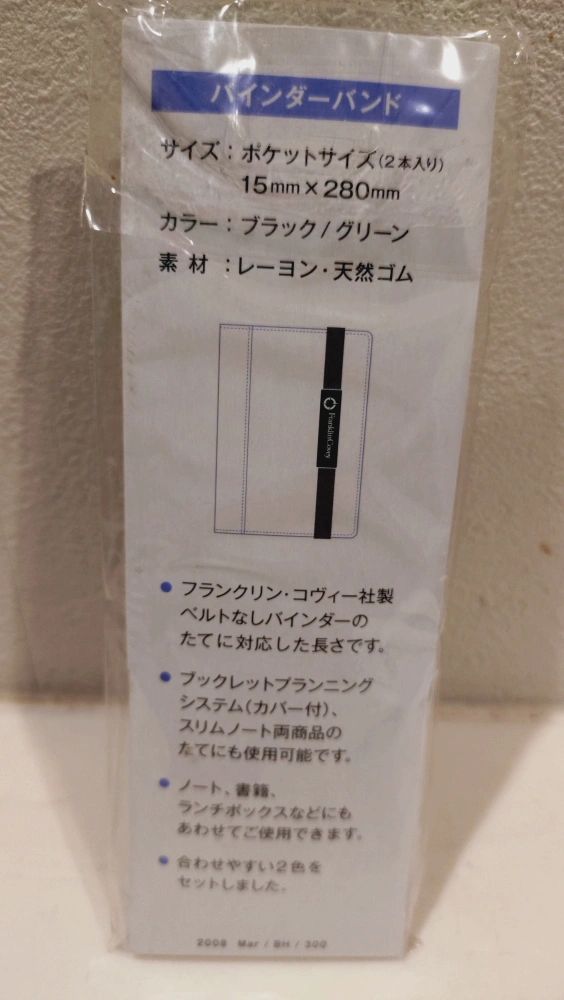 バインダーバンド
サイズ：ポケットサイズ(2本入り)
15mm×280mm
カラー：ブラック/グリーン
素材：レーヨン・天然ゴム
FranklinCovey
● フランクリン・コヴィー社製
ベルトなしバインダーの
たてに対応した長さです。
● ブックレットプランニング
システム(カバー付)、
スリムノート両商品の
たてにも使用可能です。
● ノート、書籍、
ランチボックスなどにも
あわせてご使用できます。
● 合わせやすい2色を
セットしました。
2008 Mar / BH / 300